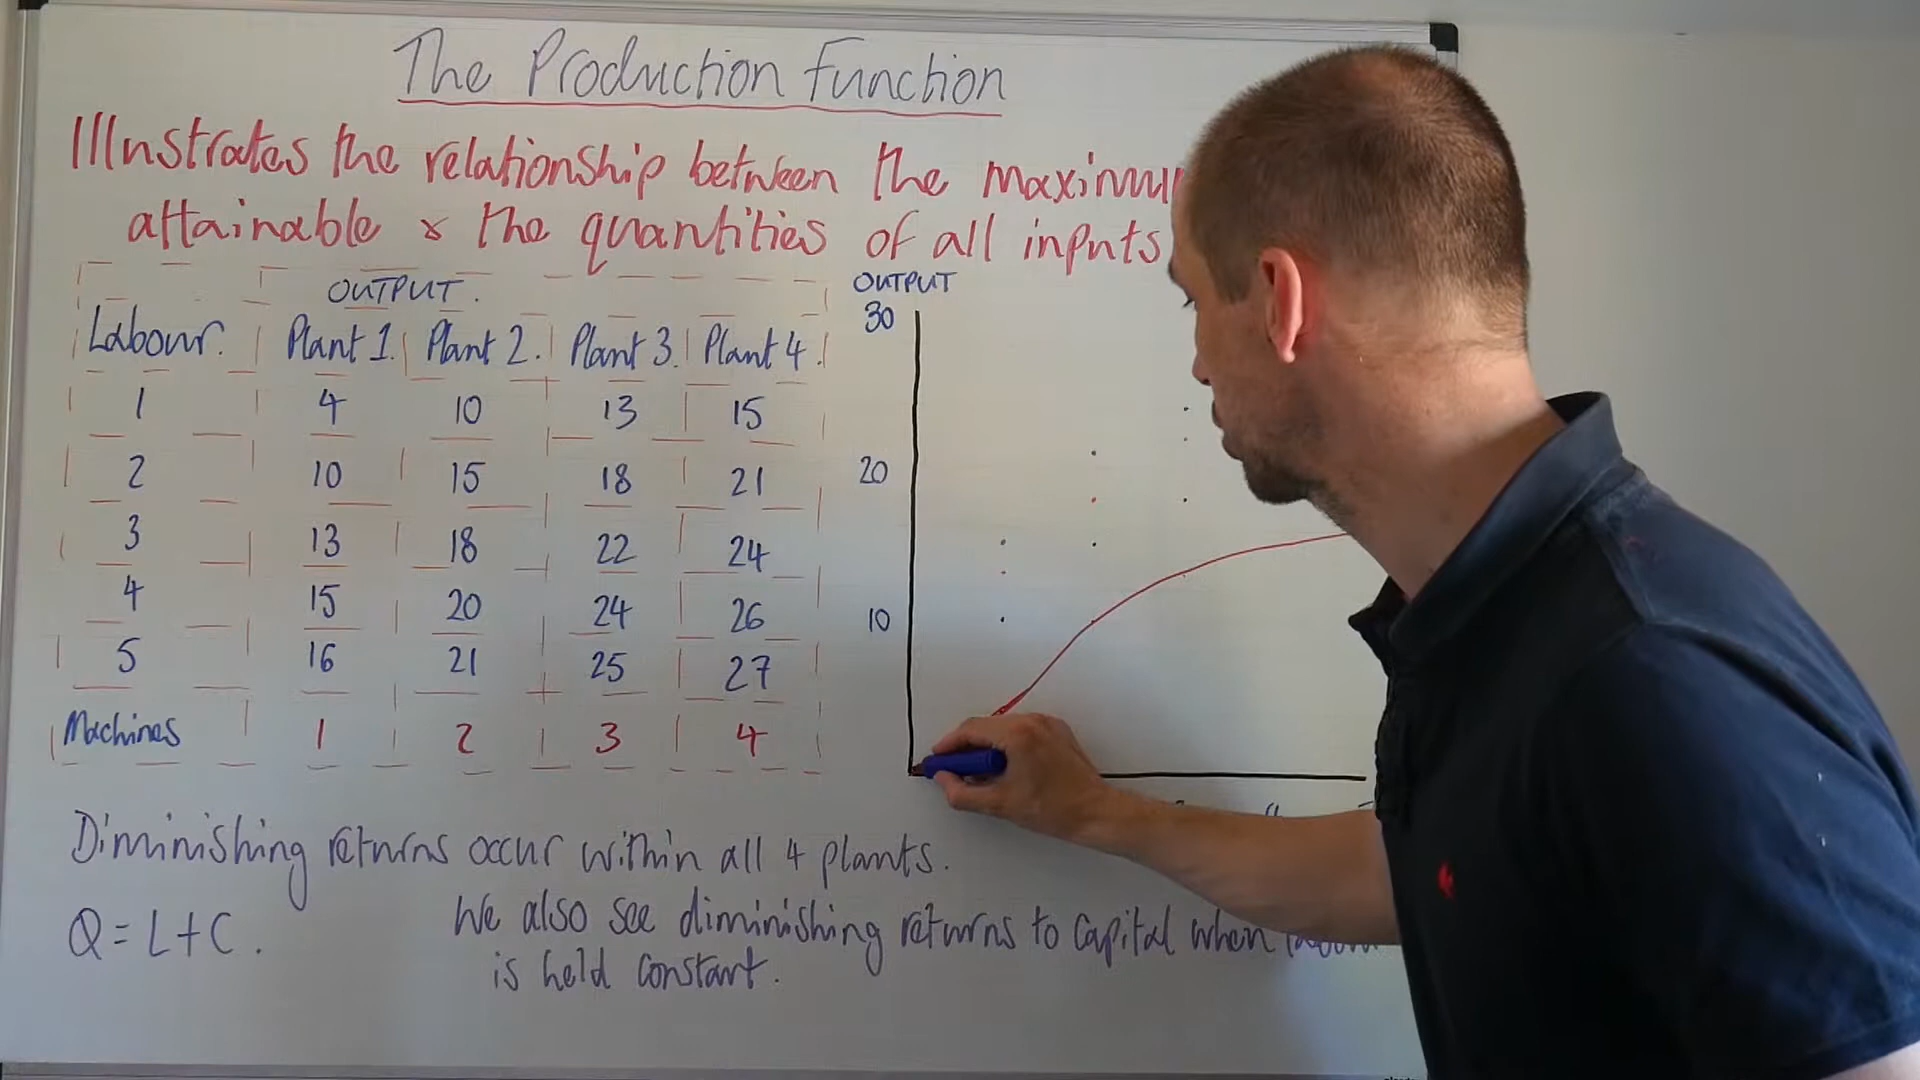 The Production Function
Illustrates the relationship between the
attainable & the quantities of all inputs
OUTPUT.
Labour. Plant 1. Plant 2. Plant 3. Plant 4.
1 4 10 13 15
2 10 15 18 21
3 13 18 22 24
4 15 20 24 26
5 16 21 25 27
Machines 1 2 3 4
OUTPUT
30
20
10
Diminishing returns occur within all 4 plants.
Q = L + C.
We also see diminishing returns to capital when
is held constant.